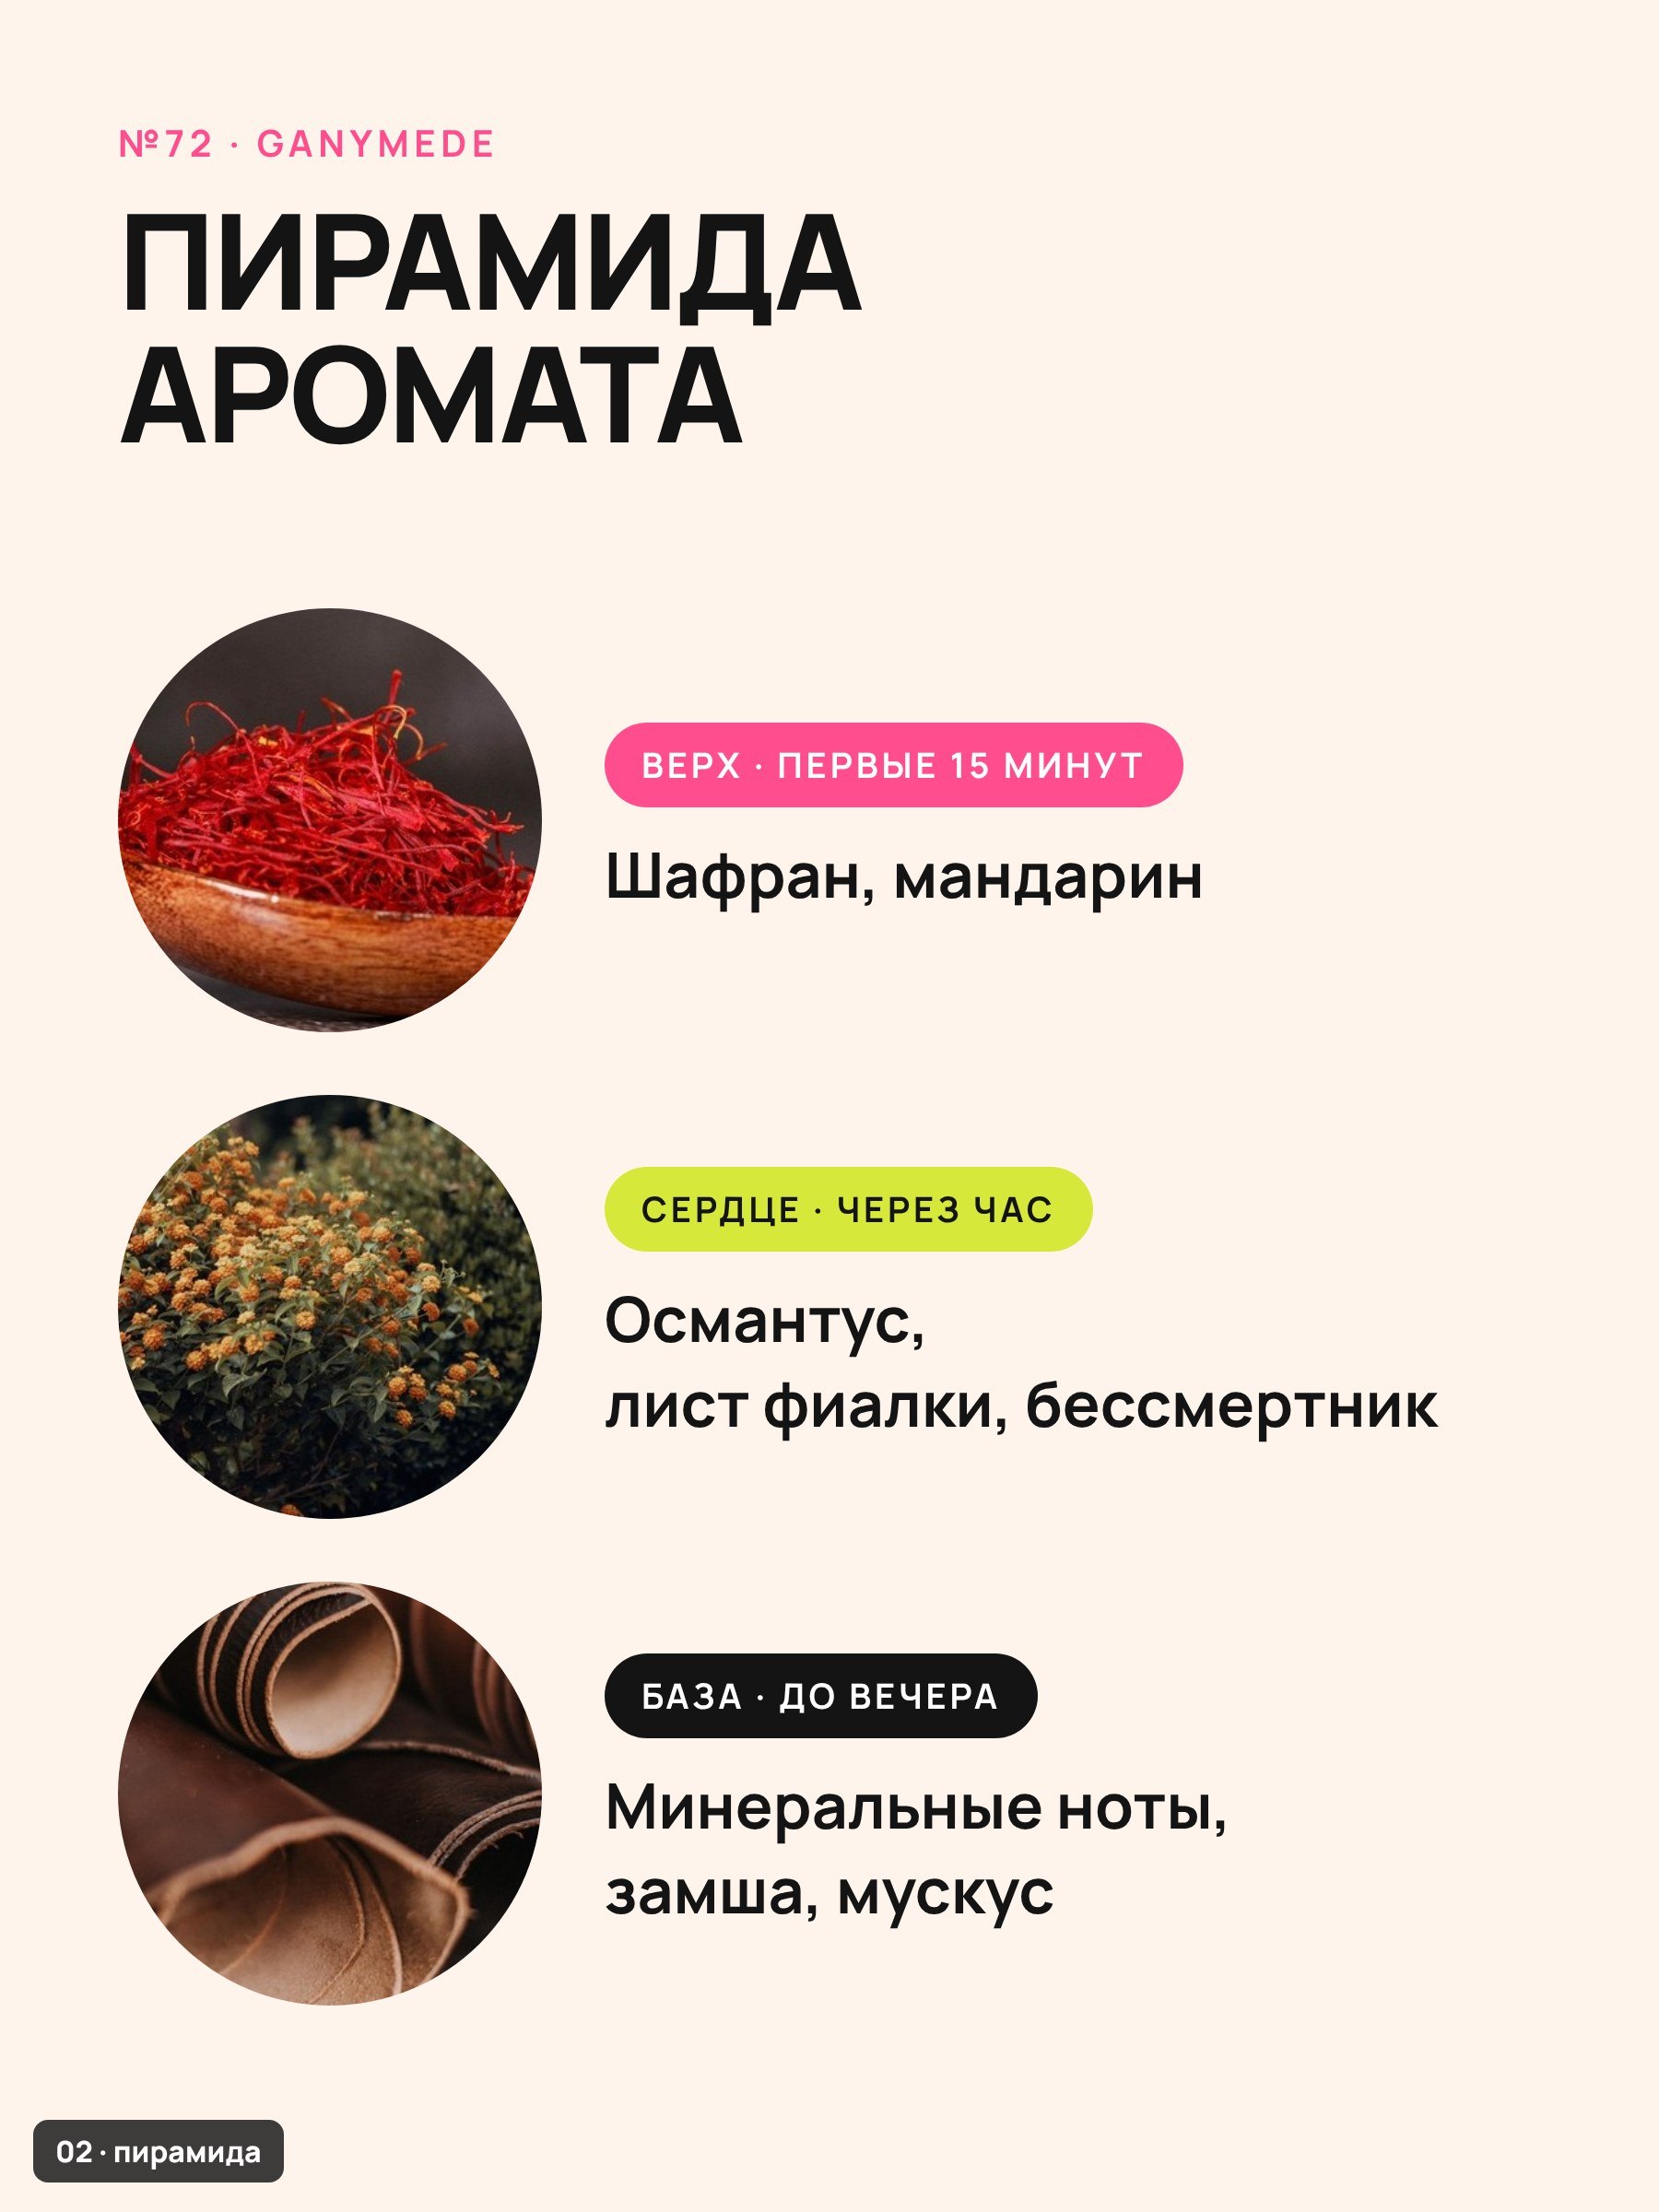 №72 · GANYMEDE
ПИРАМИДА
АРОМАТА
ВЕРХ · ПЕРВЫЕ 15 МИНУТ
Шафран, мандарин
СЕРДЦЕ · ЧЕРЕЗ ЧАС
Османтус,
лист фиалки, бессмертник
БАЗА · ДО ВЕЧЕРА
Минеральные ноты,
замша, мускус
02 · пирамида